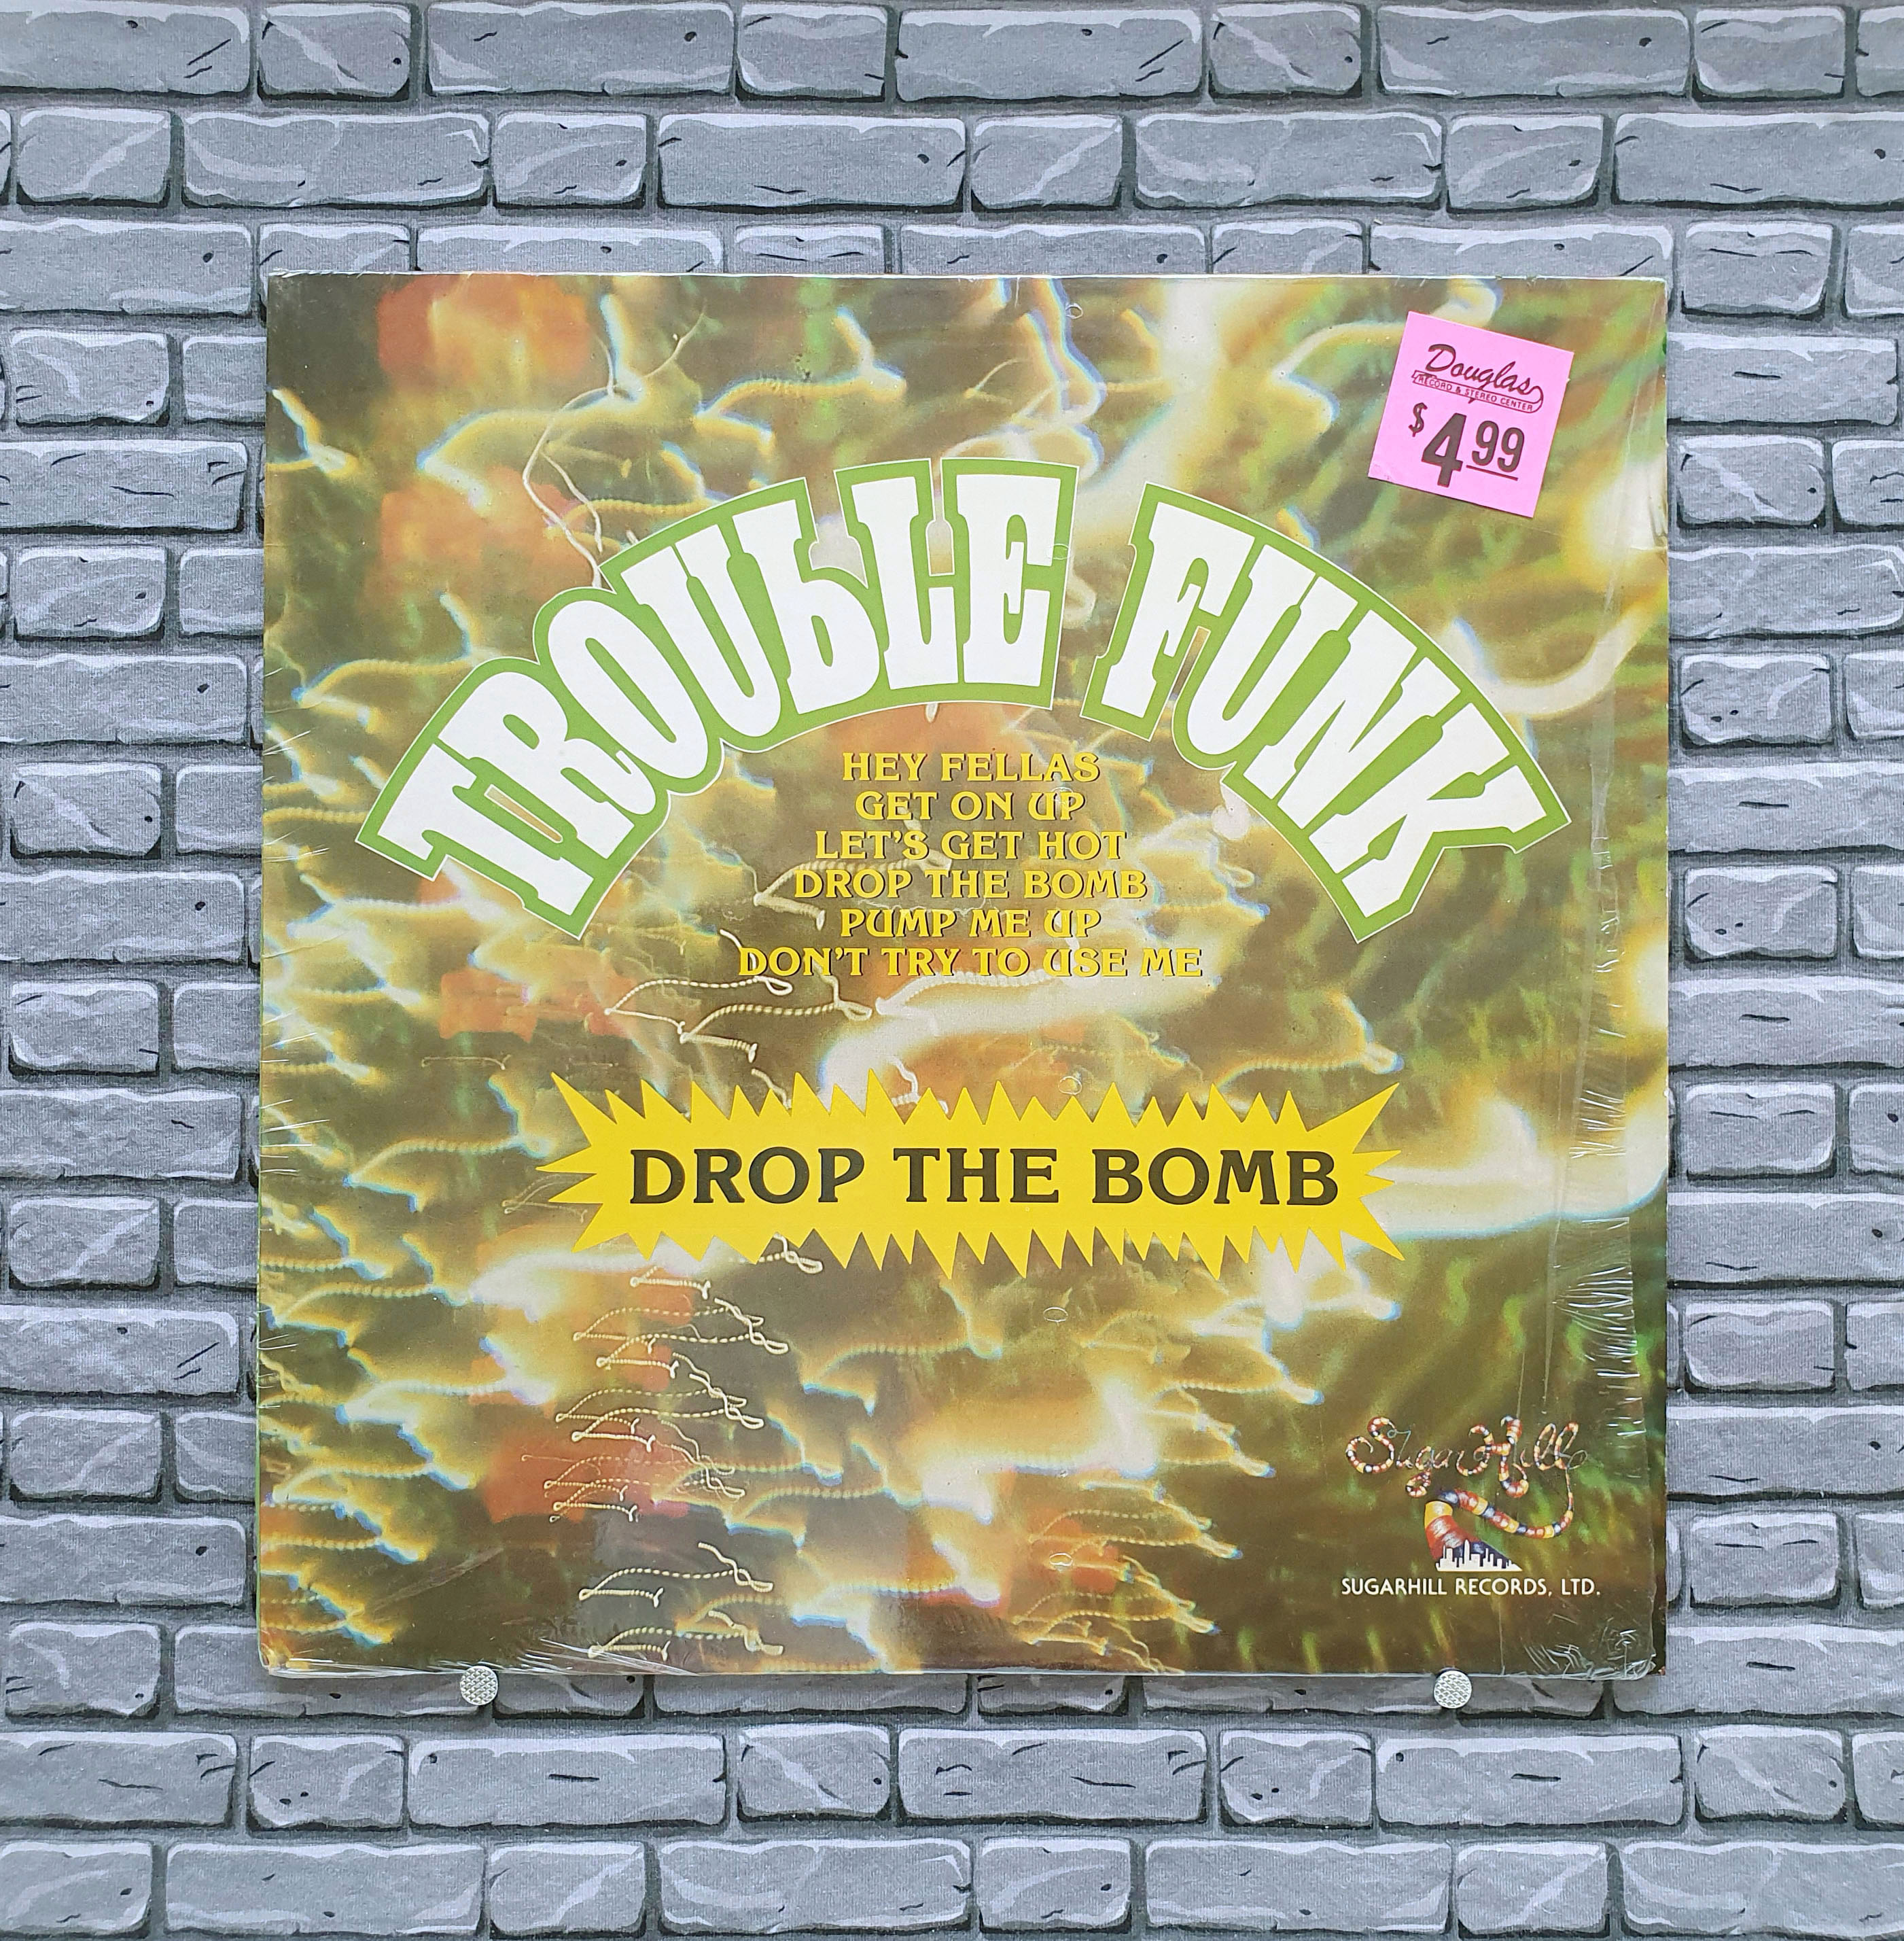 Douglas
RECORD & STEREO CENTER
$4.99
TROUbLE FUNK
HEY FELLAS
GET ON UP
LET'S GET HOT
DROP THE BOMB
PUMP ME UP
DON'T TRY TO USE ME
DROP THE BOMB
Sugar Hill
SUGARHILL RECORDS, LTD.